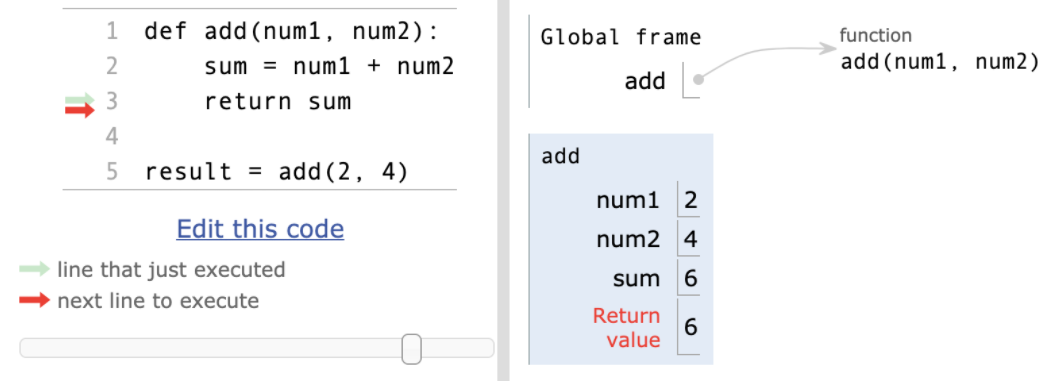 1 def add(num1, num2):
2     sum = num1 + num2
3     return sum
4
5 result = add(2, 4)
Edit this code
line that just executed
next line to execute
Global frame
add
function
add(num1, num2)
add
num1 2
num2 4
sum 6
Return
value 6